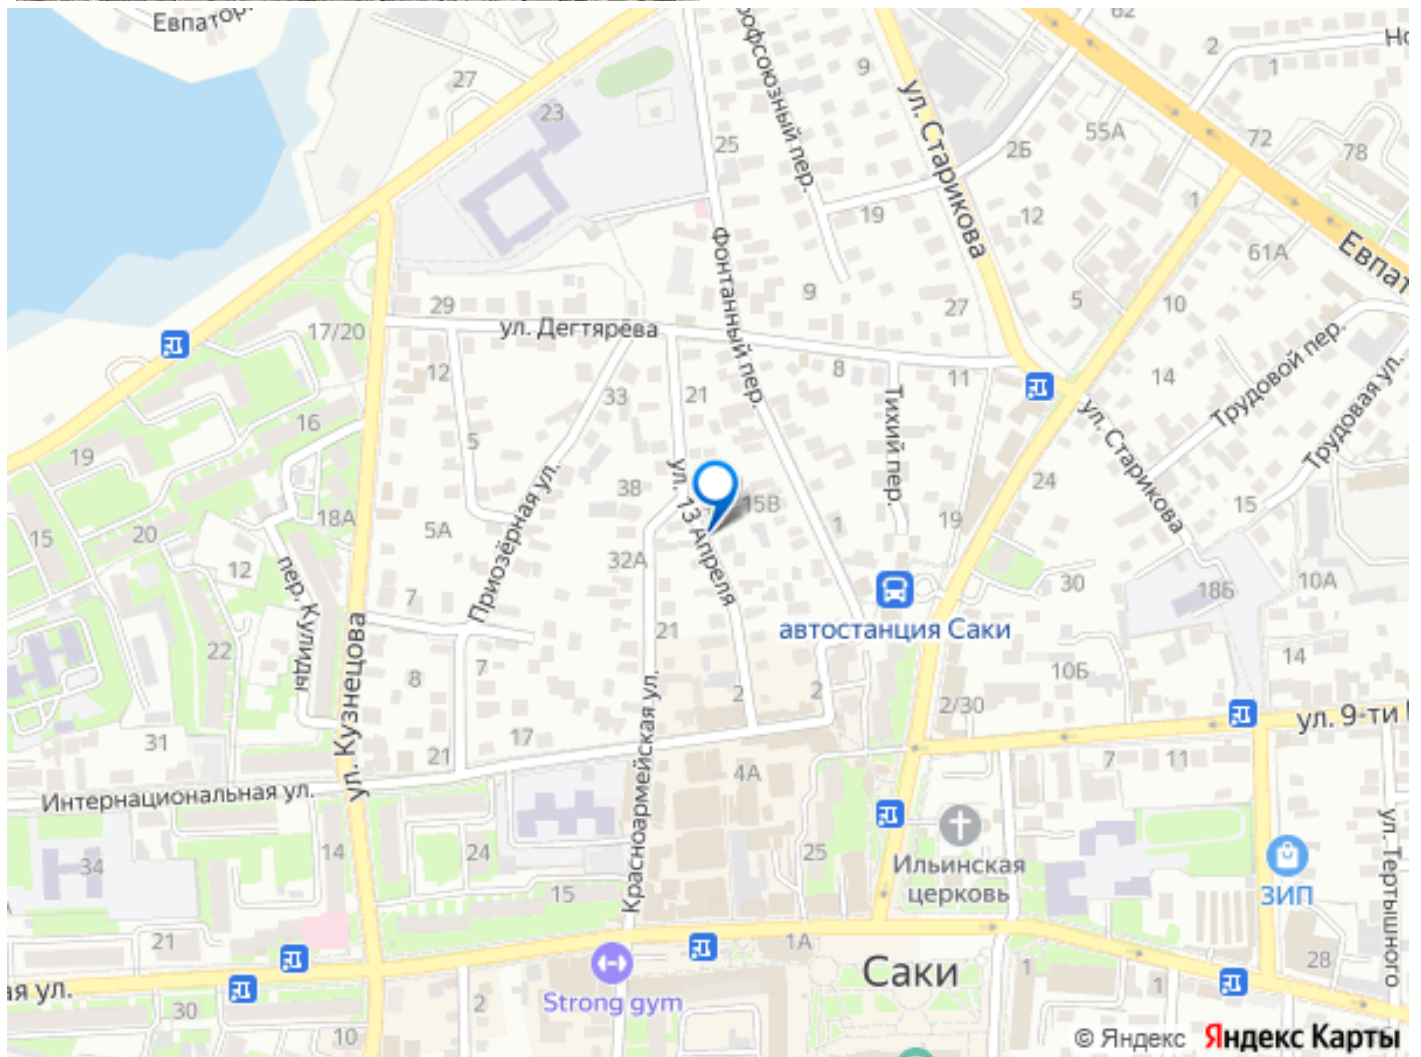 Евпатор.
62
Но
2
1
рофсоюзный пер.
9
27
23
ул. Старикова
55А
72
78
25
2Б
19
12
1
61А
Евпат
Фонтанный пер.
9
27
5
10
29
17/20
ул. Дегтярёва
12
33
21
8
11
14
Трудовой пер.
Тихий пер.
ул. Старикова
Трудовая ул.
16
5
19
38
ул. 13 Апреля
15В
24
15
20
18А
5А
1
19
15
Приозёрная ул.
32А
12
пер. Кулиды
7
30
18Б
10А
автостанция Саки
22
ул. Кузнецова
21
8
7
2
2
10Б
14
2/30
ул. 9-ти
31
21
17
Красноармейская ул.
4А
7
11
Интернациональная ул.
34
14
24
25
Ильинская
церковь
15
ЗИП
ул. Тертышного
21
1А
Саки
1
28
ая ул.
Strong gym
30
2
10
1
4
© Яндекс Яндекс Карты